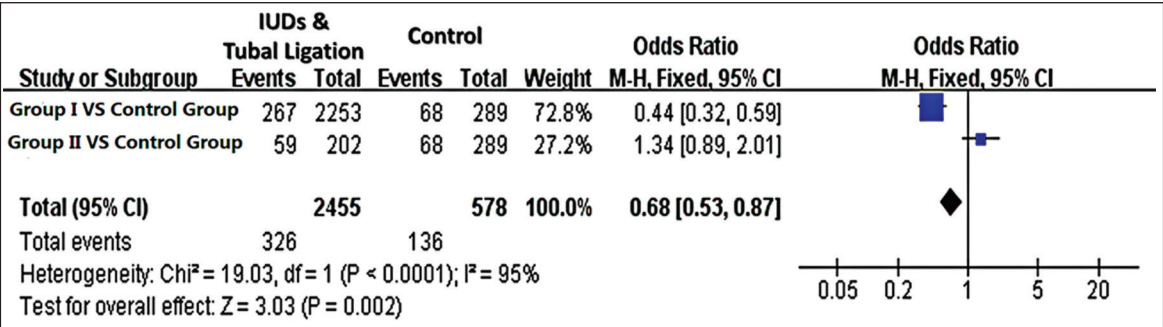 IUDs &
Tubal Ligation Control Odds Ratio Odds Ratio
Study or Subgroup Events Total Events Total Weight M-H, Fixed, 95% CI M-H, Fixed, 95% CI
Group I VS Control Group 267 2253 68 289 72.8% 0.44 [0.32, 0.59]
Group II VS Control Group 59 202 68 289 27.2% 1.34 [0.89, 2.01]
Total (95% CI) 2455 578 100.0% 0.68 [0.53, 0.87]
Total events 326 136
Heterogeneity: Chi² = 19.03, df = 1 (P < 0.0001); I² = 95%
Test for overall effect: Z = 3.03 (P = 0.002)
0.05 0.2 1 5 20